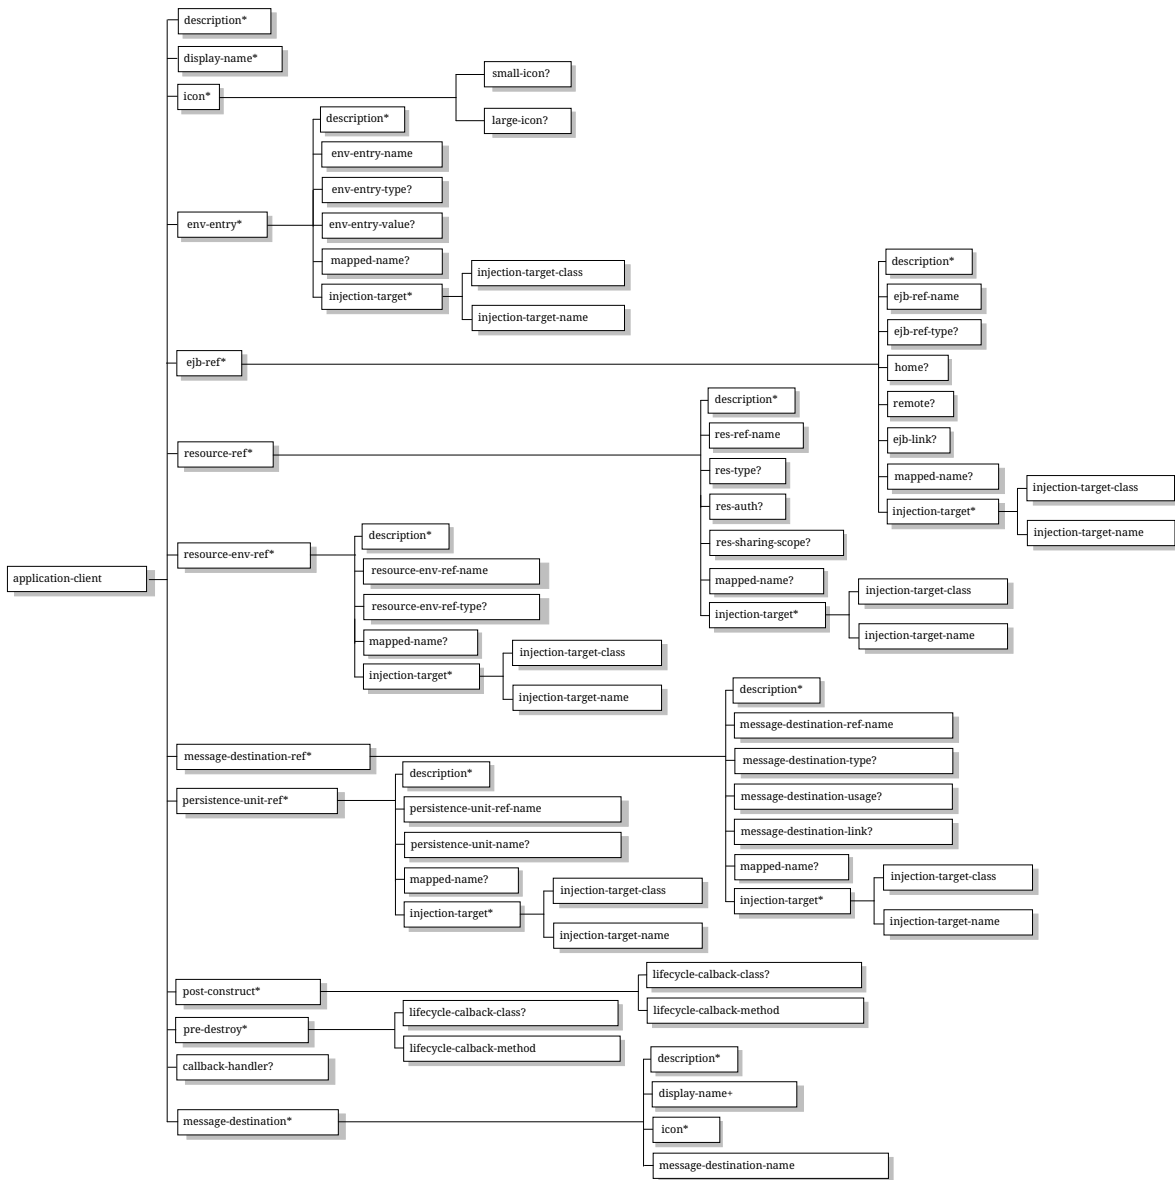 description*
display-name*
icon*
small-icon?
large-icon?
env-entry*
description*
env-entry-name
env-entry-type?
env-entry-value?
mapped-name?
injection-target*
injection-target-class
injection-target-name
ejb-ref*
description*
ejb-ref-name
ejb-ref-type?
home?
remote?
ejb-link?
mapped-name?
injection-target*
injection-target-class
injection-target-name
resource-ref*
description*
res-ref-name
res-type?
res-auth?
res-sharing-scope?
mapped-name?
injection-target*
injection-target-class
injection-target-name
resource-env-ref*
description*
resource-env-ref-name
resource-env-ref-type?
mapped-name?
injection-target*
injection-target-class
injection-target-name
application-client
message-destination-ref*
description*
message-destination-ref-name
message-destination-type?
message-destination-usage?
message-destination-link?
mapped-name?
injection-target*
injection-target-class
injection-target-name
persistence-unit-ref*
description*
persistence-unit-ref-name
persistence-unit-name?
mapped-name?
injection-target*
injection-target-class
injection-target-name
post-construct*
lifecycle-calback-class?
lifecycle-calback-method
pre-destroy*
lifecycle-calback-class?
lifecycle-calback-method
callback-handler?
message-destination*
description*
display-name+
icon*
message-destination-name